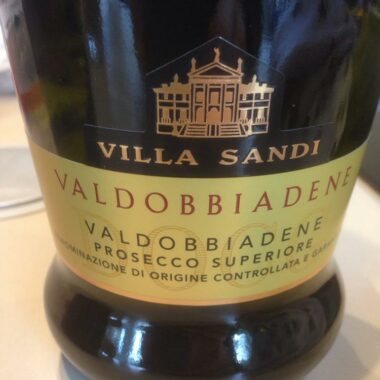 VILLA SANDI
VALDOBBIADENE
VALDOBBIADENE
PROSECCO SUPERIORE
DI ORIGINE CONTROLLATA E